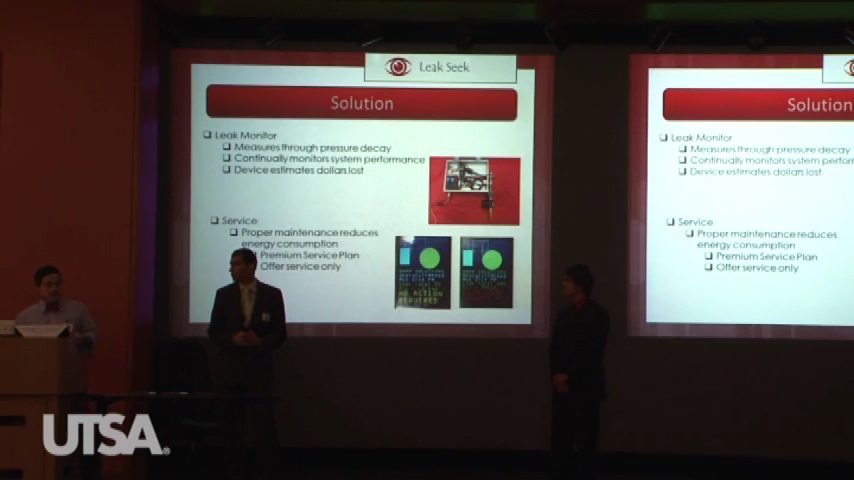 Leak Seek
Solution
❑ Leak Monitor
❑ Measures through pressure decay
❑ Continually monitors system performance
❑ Device estimates dollars lost
❑ Service
❑ Proper maintenance reduces
energy consumption
Premium Service Plan
Offer service only
NO ACTION
REQUIRED
Solution
❑ Leak Monitor
❑ Measures through pressure decay
❑ Continually monitors system perfor
❑ Device estimates dollars lost
❑ Service
❑ Proper maintenance reduces
energy consumption
❑ Premium Service Plan
❑ Offer service only
UTSA®